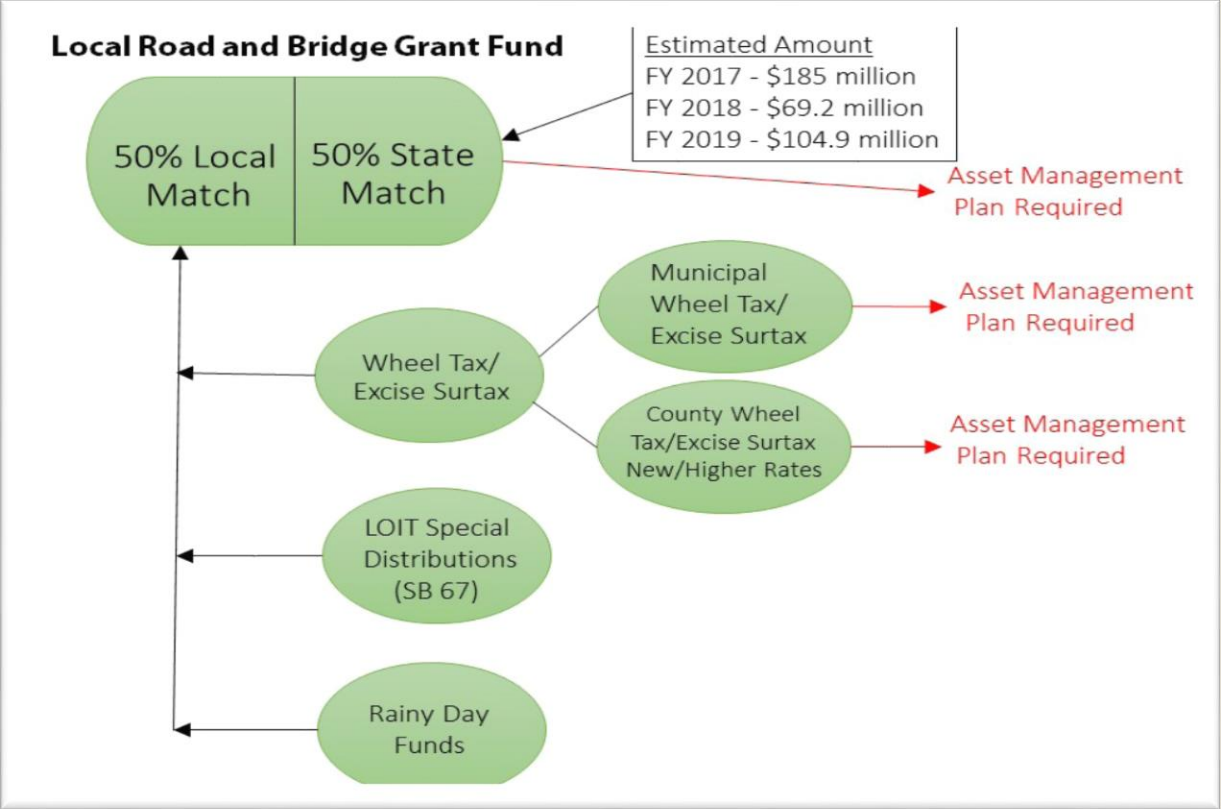 Local Road and Bridge Grant Fund
Estimated Amount
FY 2017 - $185 million
FY 2018 - $69.2 million
FY 2019 - $104.9 million
50% Local
Match
50% State
Match
Asset Management
Plan Required
Municipal
Wheel Tax/
Excise Surtax
Asset Management
Plan Required
Wheel Tax/
Excise Surtax
County Wheel
Tax/Excise Surtax
New/Higher Rates
Asset Management
Plan Required
LOIT Special
Distributions
(SB 67)
Rainy Day
Funds